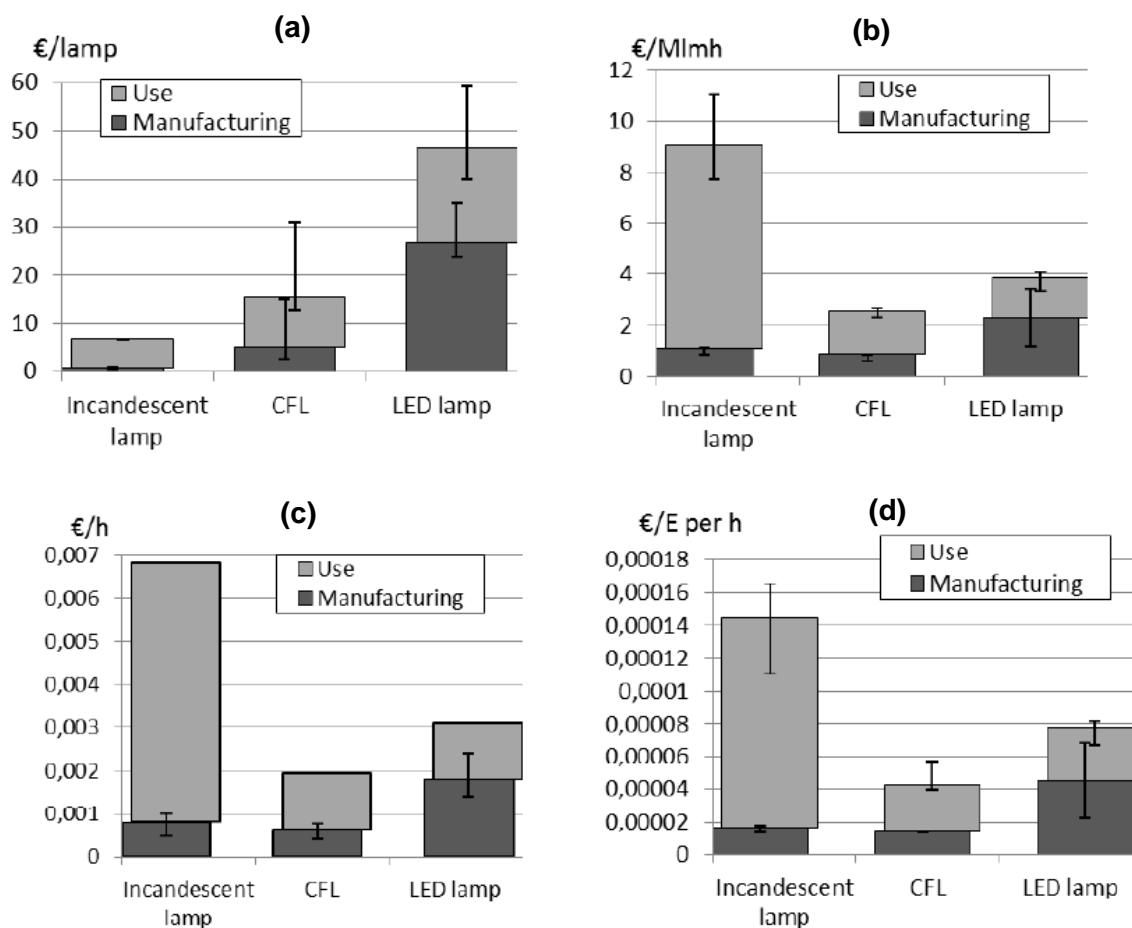 (a)
€/lamp
60
50
40
30
20
10
0
Use
Manufacturing
Incandescent
lamp
CFL
LED lamp
(b)
€/Mlmh
12
10
8
6
4
2
0
Use
Manufacturing
Incandescent
lamp
CFL
LED lamp
(c)
€/h
0,007
0,006
0,005
0,004
0,003
0,002
0,001
0
Use
Manufacturing
Incandescent
lamp
CFL
LED lamp
(d)
€/E per h
0,00018
0,00016
0,00014
0,00012
0,0001
0,00008
0,00006
0,00004
0,00002
0
Use
Manufacturing
Incandescent
lamp
CFL
LED lamp